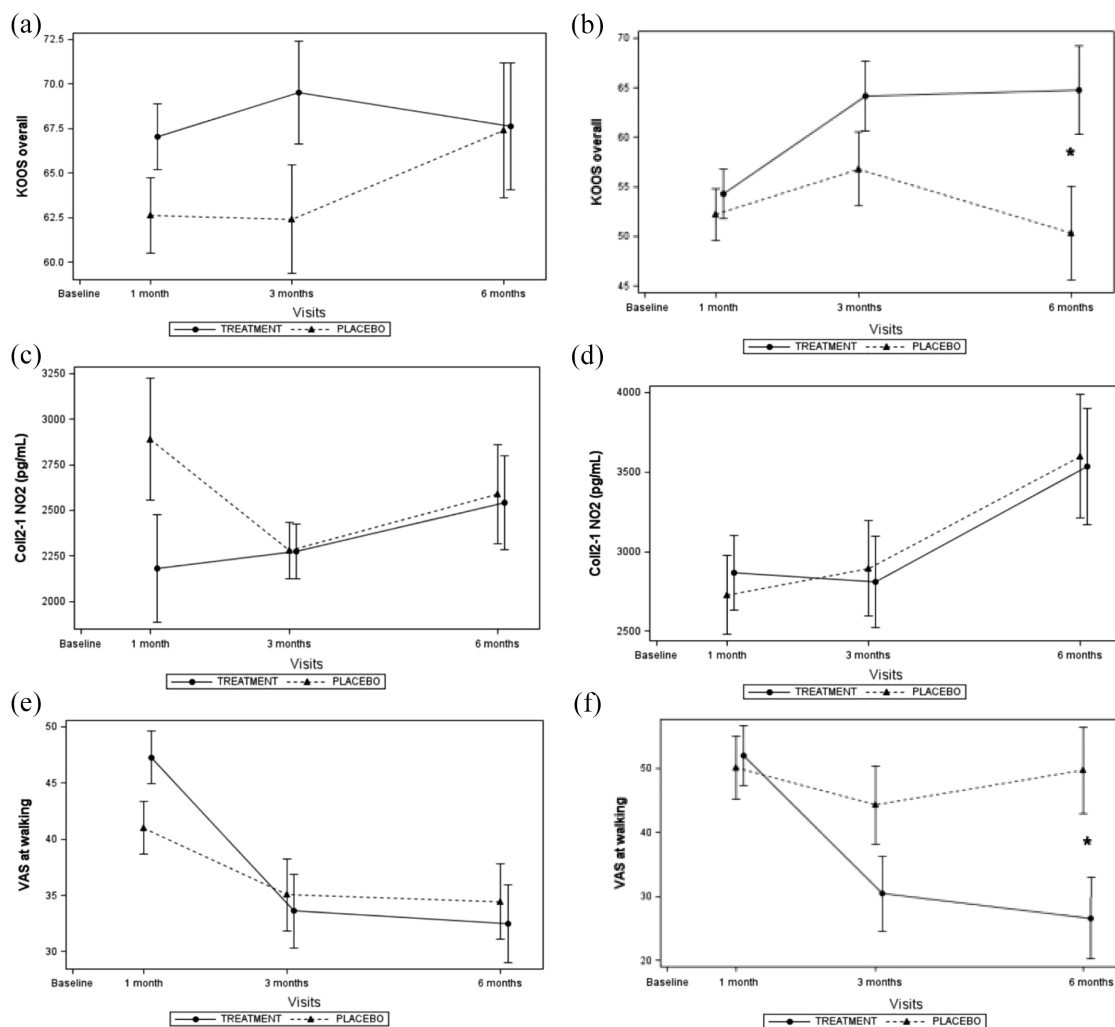 (a)
72.5
70.0
67.5
65.0
62.5
60.0
KOOS overall
Baseline 1 month 3 months 6 months
Visits
TREATMENT PLACEBO
(b)
70
65
60
55
50
45
KOOS overall
*
Baseline 1 month 3 months 6 months
Visits
TREATMENT PLACEBO
(c)
3250
3000
2750
2500
2250
2000
Coll2-1 NO2 (pg/mL)
Baseline 1 month 3 months 6 months
Visits
TREATMENT PLACEBO
(d)
4000
3500
3000
2500
Coll2-1 NO2 (pg/mL)
Baseline 1 month 3 months 6 months
Visits
TREATMENT PLACEBO
(e)
50
45
40
35
30
VAS at walking
Baseline 1 month 3 months 6 months
Visits
TREATMENT PLACEBO
(f)
50
40
30
20
VAS at walking
*
Baseline 1 month 3 months 6 months
Visits
TREATMENT PLACEBO